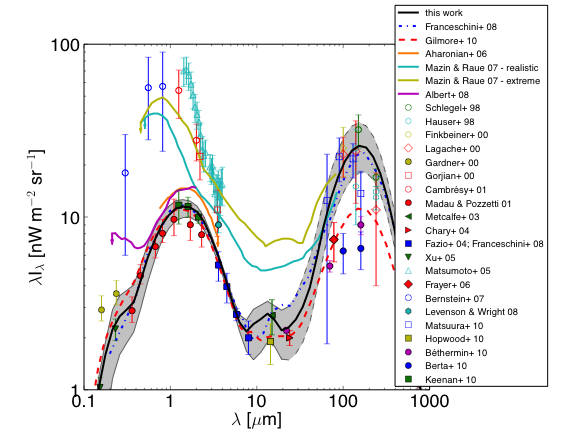 100
10
1
0.1
1
10
100
1000
λI_λ [nW m⁻² sr⁻¹]
λ [μm]
this work
Franceschini+ 08
Gilmore+ 10
Aharonian+ 06
Mazin & Raue 07 - realistic
Mazin & Raue 07 - extreme
Albert+ 08
Schlegel+ 98
Hauser+ 98
Finkbeiner+ 00
Lagache+ 00
Gardner+ 00
Gorjian+ 00
Cambrésy+ 01
Madau & Pozzetti 01
Metcalfe+ 03
Chary+ 04
Fazio+ 04; Franceschini+ 08
Xu+ 05
Matsumoto+ 05
Frayer+ 06
Bernstein+ 07
Levenson & Wright 08
Matsuura+ 10
Hopwood+ 10
Béthermin+ 10
Berta+ 10
Keenan+ 10